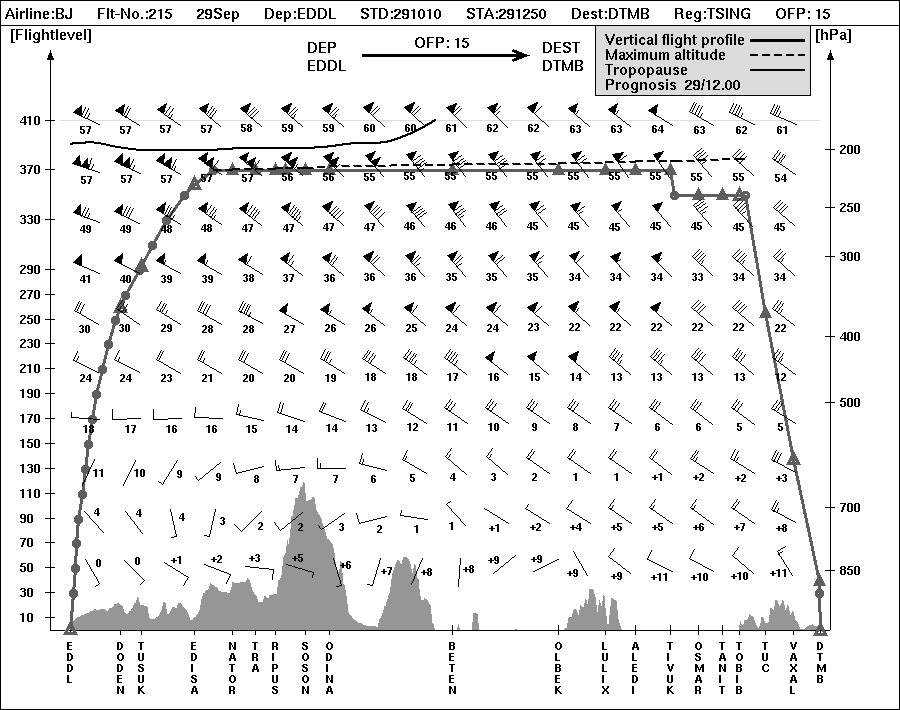 Airline:BJ Flt-No.:215 29Sep Dep:EDDL STD:291010 STA:291250 Dest:DTMB Reg:TSING OFP: 15
[Flightlevel] [hPa]
DEP OFP: 15 DEST
EDDL DTMB
Vertical flight profile
Maximum altitude
Tropopause
Prognosis 29/12.00
410 57 57 57 57 58 59 59 60 60 61 62 62 63 63 64 63 62 61
200
370 57 57 57 57 57 56 56 55 55 55 55 55 55 55 55 55 55 54
330 49 49 48 48 47 47 47 47 46 46 46 45 45 45 45 45 45 45
250
290 41 40 39 39 38 37 36 36 36 35 35 34 34 34 34 33 34 34
300
270
250 30 30 29 28 28 27 26 26 25 24 24 23 22 22 22 22 22 22
400
230
210 24 24 23 21 20 20 19 18 18 17 16 15 14 13 13 13 13 12
190
500
170 18 17 16 16 15 14 14 13 12 11 10 9 8 7 6 6 5 5
150
130 11 10 9 9 8 7 7 6 5 4 3 2 1 1 +1 +2 +2 +3
110
700
90 4 4 4 3 2 2 3 2 1 1 +1 +2 +4 +5 +5 +6 +7 +8
70
50 0 0 +1 +2 +3 +5 +6 +7 +8 +8 +9 +9 +9 +9 +11 +10 +10 +11
850
30
10
EDDL DODEN TUSUK EDISA NATOR TRA RIPUS SOSON ODINA BETEN OLBEK LULIX ALEDI TIVUK OSMAR TANIT TOBIB TUC VAXAL DTMB